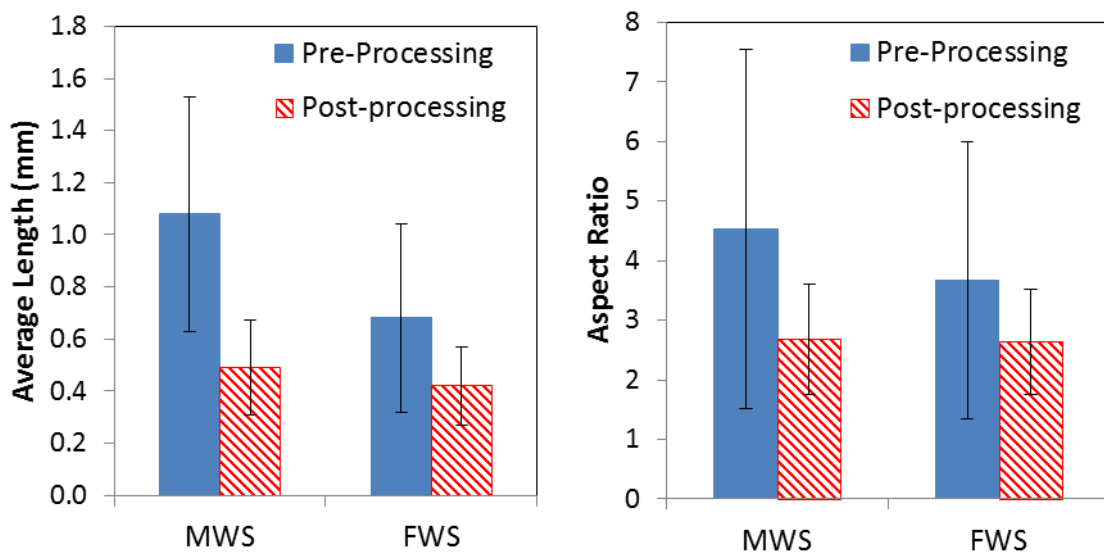 Average Length (mm)
1.8
1.6
1.4
1.2
1.0
0.8
0.6
0.4
0.2
0.0
Pre-Processing
Post-processing
MWS FWS
Aspect Ratio
8
7
6
5
4
3
2
1
0
Pre-Processing
Post-processing
MWS FWS